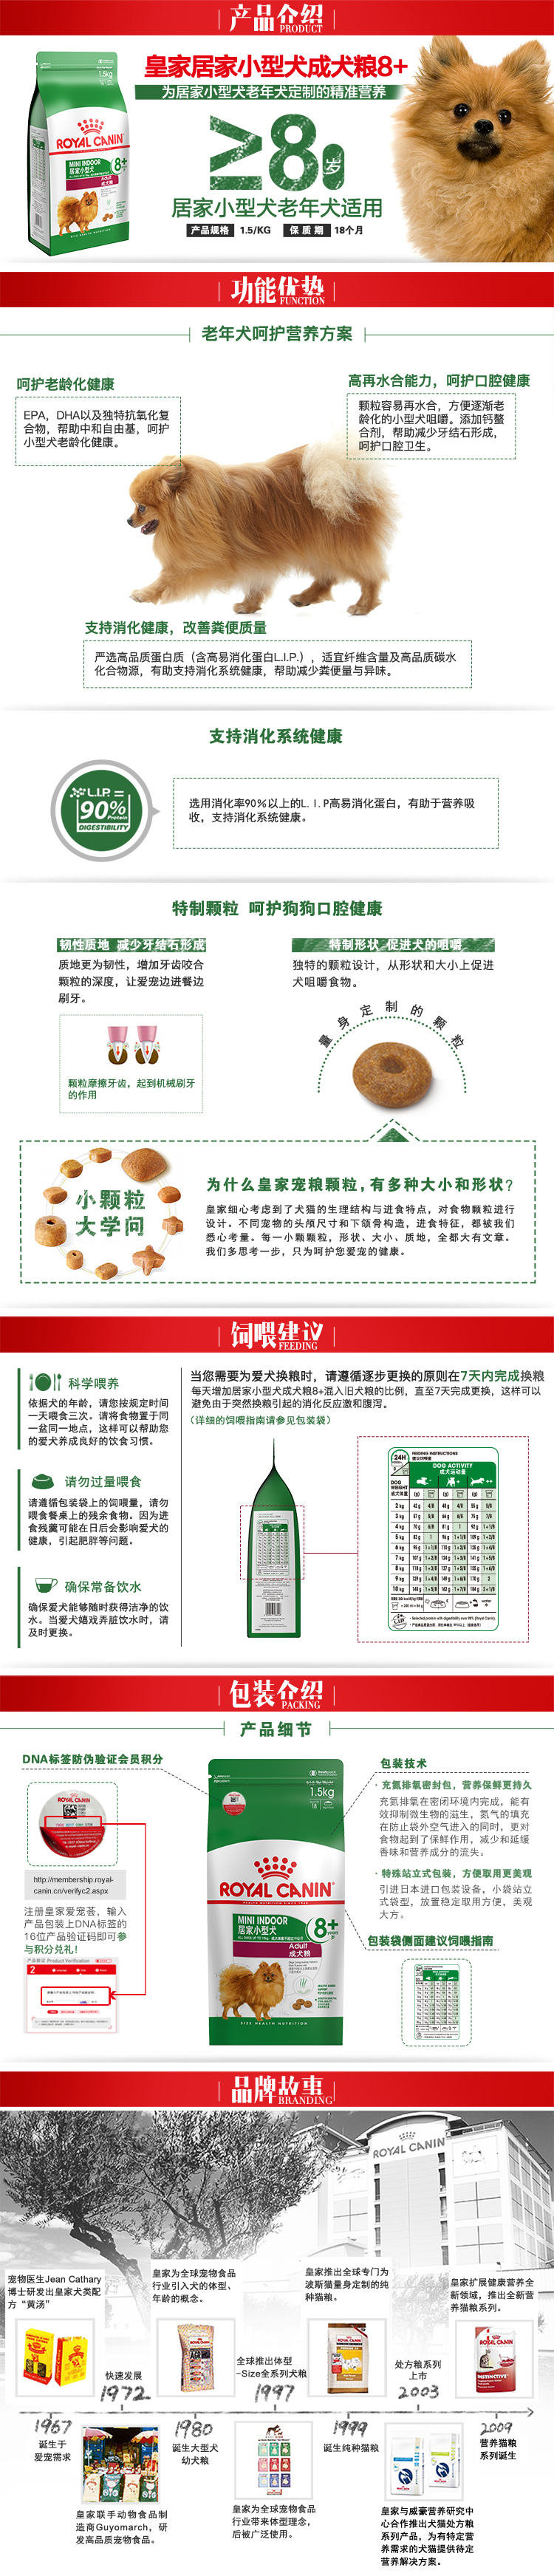 产品介绍
PRODUCT
皇家居家小型犬成犬粮8+
为居家小型犬老年犬定制的精准营养
≥8岁
居家小型犬老年犬适用
产品规格 1.5/KG 保质期 18个月
1.5kg
ROYAL CANIN
MINI INDOOR
居家小型犬
8+
Adult
成犬粮
功能优势
FUNCTION
老年犬呵护营养方案
呵护老龄化健康
EPA，DHA以及独特抗氧化复
合物，帮助中和自由基，呵护
小型犬老龄化健康。
高再水合能力，呵护口腔健康
颗粒容易再水合，方便逐渐老
龄化的小型犬咀嚼。添加钙螯
合剂，帮助减少牙结石形成，
呵护口腔卫生。
支持消化健康，改善粪便质量
严选高品质蛋白质（含高易消化蛋白L.I.P.），适宜纤维含量及高品质碳水
化合物源，有助支持消化系统健康，帮助减少粪便量与异味。
支持消化系统健康
L.I.P. =
90% Protein
DIGESTIBILITY
选用消化率90%以上的L.I.P高易消化蛋白，有助于营养吸
收，支持消化系统健康。
特制颗粒 呵护狗狗口腔健康
韧性质地 减少牙结石形成
质地更为韧性，增加牙齿咬合
颗粒的深度，让爱宠边进餐边
刷牙。
颗粒摩擦牙齿，起到机械刷牙
的作用
特制形状 促进犬的咀嚼
独特的颗粒设计，从形状和大小上促进
犬咀嚼食物。
量身定制的颗粒
小颗粒
大学问
为什么皇家宠粮颗粒，有多种大小和形状？
皇家细心考虑到了犬猫的生理结构与进食特点，对食物颗粒进行
设计。不同宠物的头颅尺寸和下颌骨构造，进食特征，都被我们
悉心考量。每一小颗颗粒，形状、大小、质地，全都大有文章。
我们多思考一步，只为呵护您爱宠的健康。
饲喂建议
FEEDING
科学喂养
依据犬的年龄，请您按规定时间
一天喂食三次。请将食物置于同
一盆同一地点，这样可以帮助您
的爱犬养成良好的饮食习惯。
请勿过量喂食
请遵循包装袋上的饲喂量，请勿
喂食餐桌上的残余食物。因为进
食残羹可能在日后会影响爱犬的
健康，引起肥胖等问题。
确保常备饮水
确保爱犬能够随时获得洁净的饮
水。当爱犬嬉戏弄脏饮水时，请
及时更换。
当您需要为爱犬换粮时，请遵循逐步更换的原则在7天内完成换粮
每天增加居家小型犬成犬粮8+混入旧犬粮的比例，直至7天完成更换，这样可以
避免由于突然换粮引起的消化反应激和腹泻。
（详细的饲喂指南请参见包装袋）
24H
FEEDING INSTRUCTIONS
DOG ACTIVITY
成犬运动量
DOG WEIGHT
成犬体重
2 kg
3 kg
4 kg
5 kg
6 kg
7 kg
8 kg
9 kg
10 kg
包装介绍
PACKING
产品细节
DNA标签防伪验证会员积分
ROYAL CANIN
http://membership.royal-
canin.cn/verifyc2.aspx
注册皇家爱宠荟，输入
产品包装上DNA标签的
16位产品验证码即可参
与积分兑礼！
产品验证 Product Verification
2
1.5kg
ROYAL CANIN
MINI INDOOR
居家小型犬
8+
Adult
成犬粮
SIZE HEALTH NUTRITION
包装技术
· 充氮排氧密封包，营养保鲜更持久
充氮排氧在密闭环境内完成，能有
效抑制微生物的滋生，氮气的填充
在防止袋外空气进入的同时，更对
食物起到了保鲜作用，减少和延缓
香味和营养成分的流失。
· 特殊站立式包装，方便取用更美观
引进日本进口包装设备，小袋站立
式袋型，放置稳定取用方便，美观
大方。
包装袋侧面建议饲喂指南
品牌故事
BRANDING
ROYAL CANIN
宠物医生Jean Cathary
博士研发出皇家犬类配
方“黄汤”
皇家为全球宠物食品
行业引入犬的体型、
年龄的概念。
皇家推出全球专门为
波斯猫量身定制的纯
种猫粮。
皇家扩展健康营养全
新领域，推出全新营
养猫粮系列。
快速发展
1972
全球推出体型
-Size全系列犬粮
1997
处方粮系列
上市
2003
1967
诞生于
爱宠需求
1980
诞生大型犬
幼犬粮
1999
诞生纯种猫粮
2009
营养猫粮
系列诞生
皇家联手动物食品制
造商Guyomarch，研
发高品质宠物食品。
皇家为全球宠物食品
行业带来体型理念，
后被广泛使用。
皇家与威豪营养研究中
心合作推出犬猫处方粮
系列产品，为有特定营
养需求的犬猫提供特定
营养解决方案。